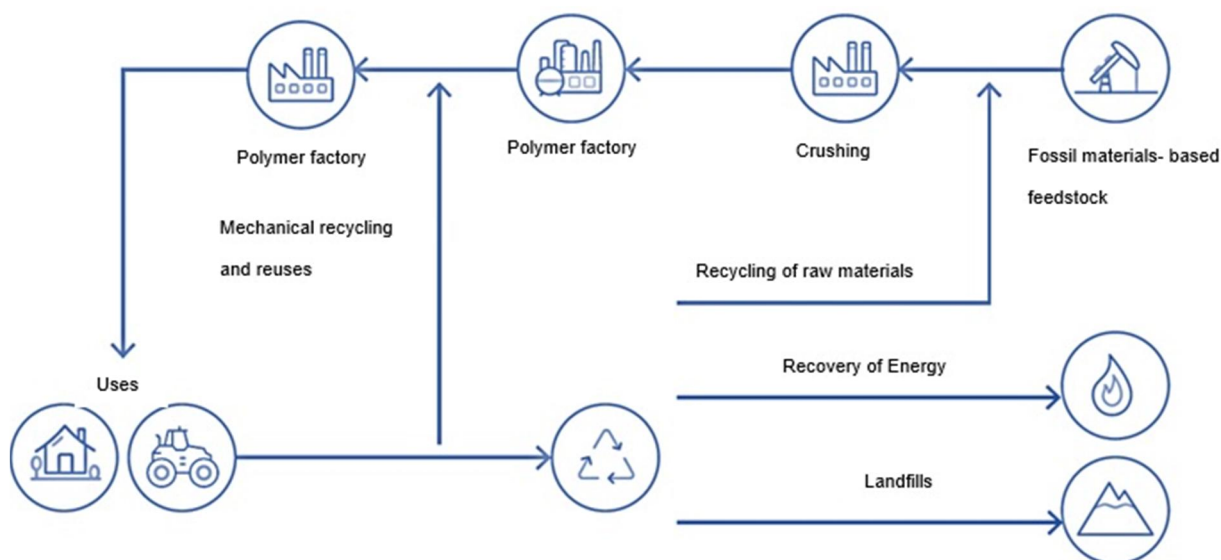 Polymer factory
Polymer factory
Crushing
Fossil materials- based
feedstock
Mechanical recycling
and reuses
Recycling of raw materials
Recovery of Energy
Uses
Landfills